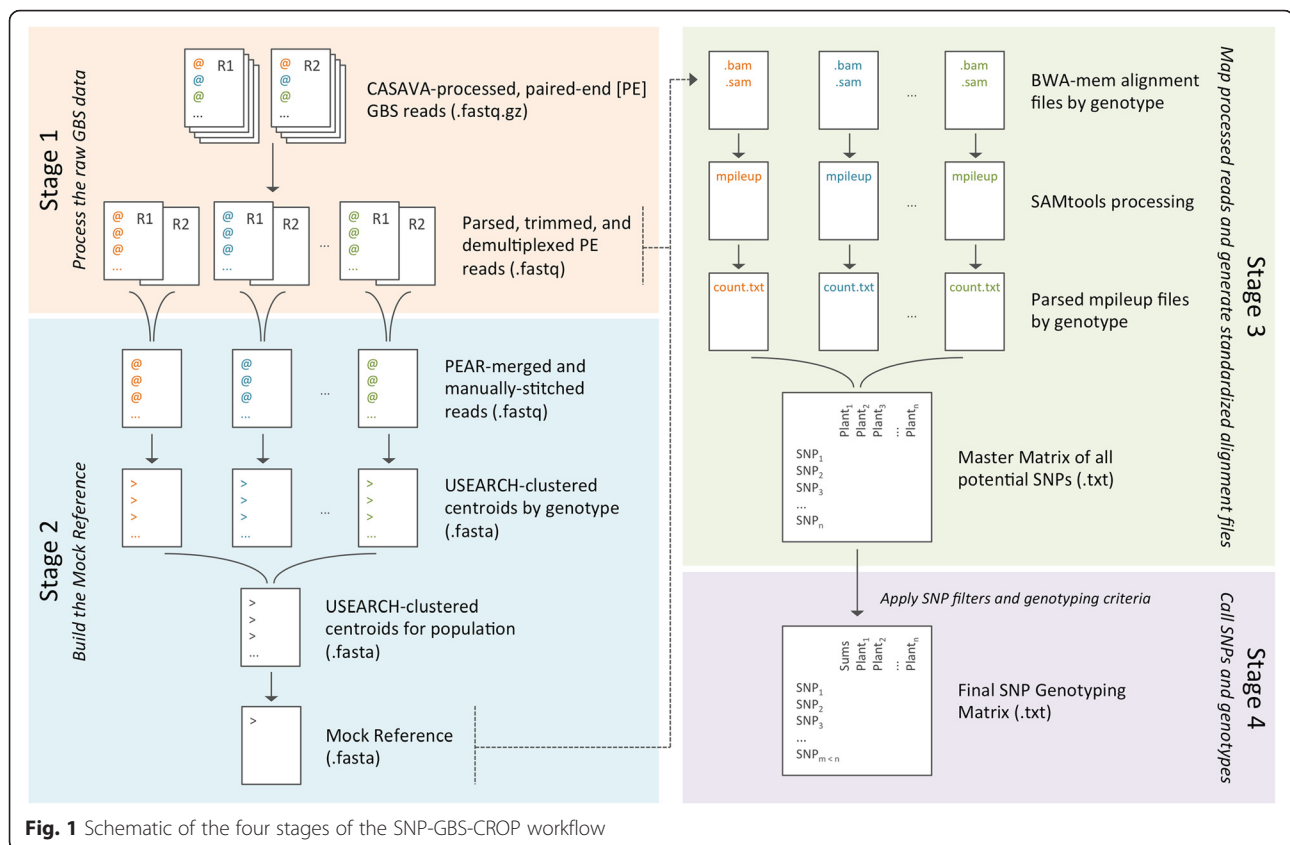 Stage 1
Process the raw GBS data
@
@
@
...
R1
@
@
@
...
R2
CASAVA-processed, paired-end [PE]
GBS reads (.fastq.gz)
@
@
@
...
R1
R2
@
@
@
...
R1
R2
...
@
@
@
...
R1
R2
Parsed, trimmed, and
demultiplexed PE
reads (.fastq)
Stage 2
Build the Mock Reference
@
@
@
...
@
@
@
...
...
@
@
@
...
PEAR-merged and
manually-stitched
reads (.fastq)
>
>
>
...
>
>
>
...
...
>
>
>
...
USEARCH-clustered
centroids by genotype
(.fasta)
>
>
>
...
USEARCH-clustered
centroids for population
(.fasta)
>
Mock Reference
(.fasta)
Stage 3
Map processed reads and generate standardized alignment files
.bam
.sam
.bam
.sam
...
.bam
.sam
BWA-mem alignment
files by genotype
mpileup
mpileup
...
mpileup
SAMtools processing
count.txt
count.txt
...
count.txt
Parsed mpileup files
by genotype
Plant1
Plant2
Plant3
...
Plantn
SNP1
SNP2
SNP3
...
SNPn
Master Matrix of all
potential SNPs (.txt)
Stage 4
Call SNPs and genotypes
Apply SNP filters and genotyping criteria
Sums
Plant1
Plant2
...
Plantn
SNP1
SNP2
SNP3
...
SNPm < n
Final SNP Genotyping
Matrix (.txt)
Fig. 1 Schematic of the four stages of the SNP-GBS-CROP workflow